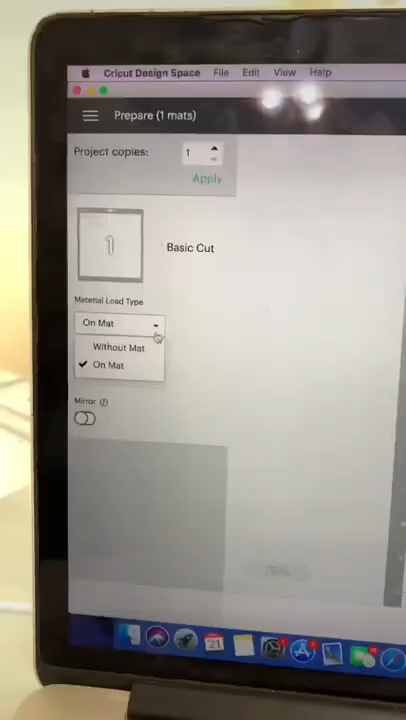 Cricut Design Space File Edit View Help
Prepare (1 mats)
Project copies: 1
Apply
1
Basic Cut
Material Load Type
On Mat
Without Mat
On Mat
Mirror
21